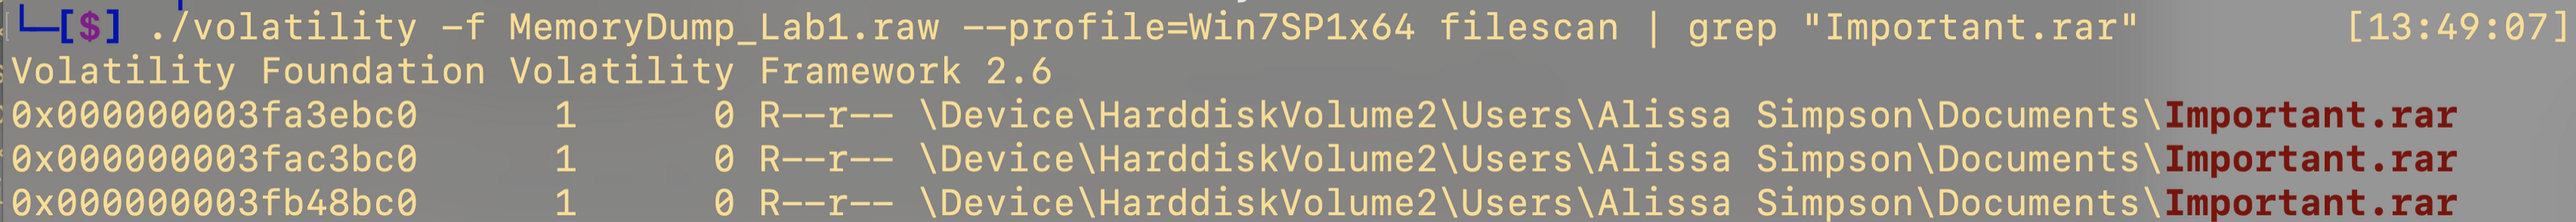 └─[$] ./volatility -f MemoryDump_Lab1.raw --profile=Win7SP1x64 filescan | grep "Important.rar" [13:49:07]
Volatility Foundation Volatility Framework 2.6
0x000000003fa3ebc0 1 0 R--r-- \Device\HarddiskVolume2\Users\Alissa Simpson\Documents\Important.rar
0x000000003fac3bc0 1 0 R--r-- \Device\HarddiskVolume2\Users\Alissa Simpson\Documents\Important.rar
0x000000003fb48bc0 1 0 R--r-- \Device\HarddiskVolume2\Users\Alissa Simpson\Documents\Important.rar